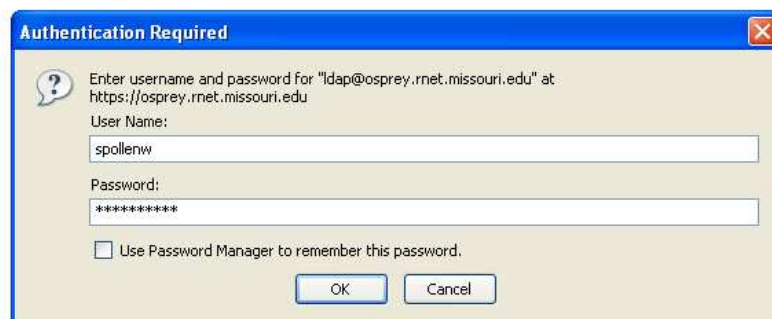 Authentication Required
Enter username and password for "ldap@osprey.rnet.missouri.edu" at
https://osprey.rnet.missouri.edu
User Name:
spollenw
Password:
**********
Use Password Manager to remember this password.
OK Cancel